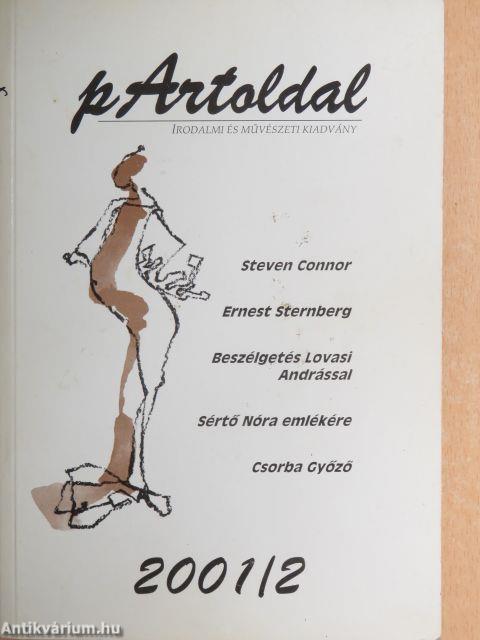 pArtoldal
Irodalmi és művészeti kiadvány
Steven Connor
Ernest Sternberg
Beszélgetés Lovasi
Andrással
Sértő Nóra emlékére
Csorba Győző
2001/2
Antikvárium.hu